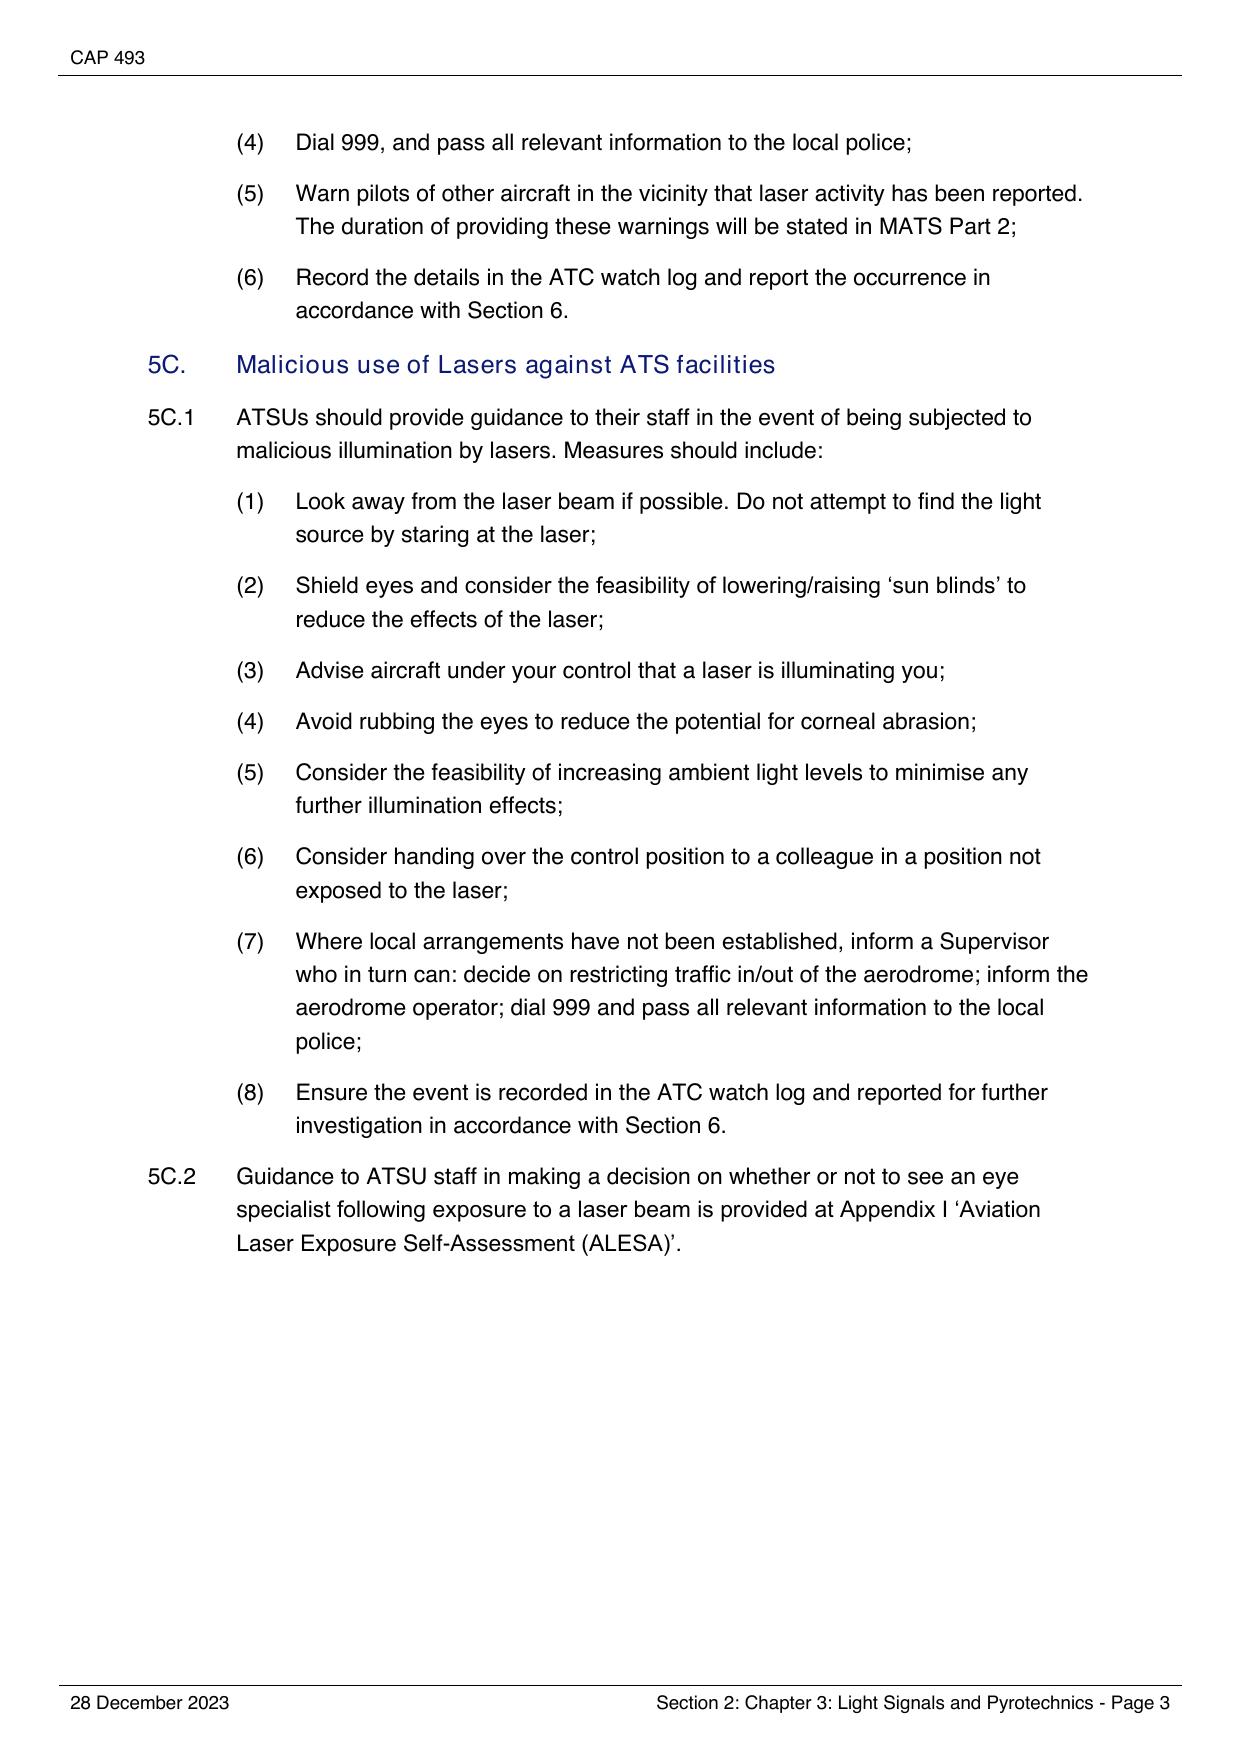 CAP 493
(4) Dial 999, and pass all relevant information to the local police;
(5) Warn pilots of other aircraft in the vicinity that laser activity has been reported.
The duration of providing these warnings will be stated in MATS Part 2;
(6) Record the details in the ATC watch log and report the occurrence in
accordance with Section 6.
5C. Malicious use of Lasers against ATS facilities
5C.1 ATSUs should provide guidance to their staff in the event of being subjected to
malicious illumination by lasers. Measures should include:
(1) Look away from the laser beam if possible. Do not attempt to find the light
source by staring at the laser;
(2) Shield eyes and consider the feasibility of lowering/raising ‘sun blinds’ to
reduce the effects of the laser;
(3) Advise aircraft under your control that a laser is illuminating you;
(4) Avoid rubbing the eyes to reduce the potential for corneal abrasion;
(5) Consider the feasibility of increasing ambient light levels to minimise any
further illumination effects;
(6) Consider handing over the control position to a colleague in a position not
exposed to the laser;
(7) Where local arrangements have not been established, inform a Supervisor
who in turn can: decide on restricting traffic in/out of the aerodrome; inform the
aerodrome operator; dial 999 and pass all relevant information to the local
police;
(8) Ensure the event is recorded in the ATC watch log and reported for further
investigation in accordance with Section 6.
5C.2 Guidance to ATSU staff in making a decision on whether or not to see an eye
specialist following exposure to a laser beam is provided at Appendix I ‘Aviation
Laser Exposure Self-Assessment (ALESA)’.
28 December 2023 Section 2: Chapter 3: Light Signals and Pyrotechnics - Page 3